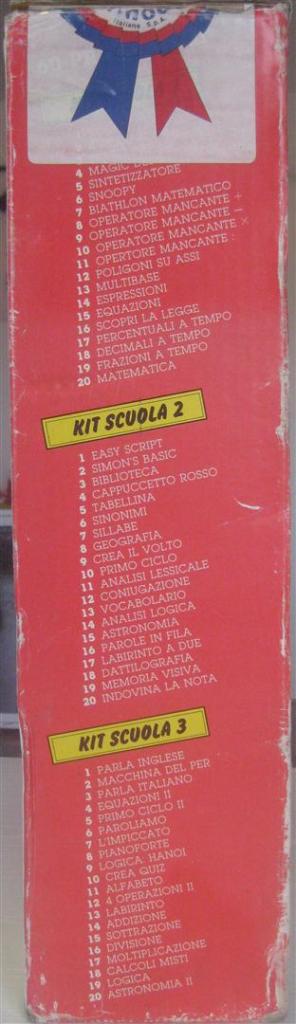 Italiana S.p.A.
4 MAGIC
5 SINTETIZZATORE
6 SNOOPY
7 BIATHLON MATEMATICO
8 OPERATORE MANCANTE +
9 OPERATORE MANCANTE –
10 OPERATORE MANCANTE ×
11 OPERTORE MANCANTE :
12 POLIGONI SU ASSI
13 MULTIBASE
14 ESPRESSIONI
15 EQUAZIONI
16 SCOPRI LA LEGGE
17 PERCENTUALI A TEMPO
18 DECIMALI A TEMPO
19 FRAZIONI A TEMPO
20 MATEMATICA
KIT SCUOLA 2
1 EASY SCRIPT
2 SIMON'S BASIC
3 BIBLIOTECA
4 CAPPUCCETTO ROSSO
5 TABELLINA
6 SINONIMI
7 SILLABE
8 GEOGRAFIA
9 CREA IL VOLTO
10 PRIMO CICLO
11 ANALISI LESSICALE
12 CONIUGAZIONE
13 VOCABOLARIO
14 ANALISI LOGICA
15 ASTRONOMIA
16 PAROLE IN FILA
17 LABIRINTO A DUE
18 DATTILOGRAFIA
19 MEMORIA VISIVA
20 INDOVINA LA NOTA
KIT SCUOLA 3
1 PARLA INGLESE
2 MACCHINA DEL PER
3 PARLA ITALIANO
4 EQUAZIONI II
5 PRIMO CICLO II
6 PAROLIAMO
7 L'IMPICCATO
8 PIANOFORTE
9 LOGICA HANOI
10 CREA QUIZ
11 ALFABETO
12 4 OPERAZIONI II
13 LABIRINTO
14 ADDIZIONE
15 SOTTRAZIONE
16 DIVISIONE
17 MOLTIPLICAZIONE
18 CALCOLI MISTI
19 LOGICA
20 ASTRONOMIA II